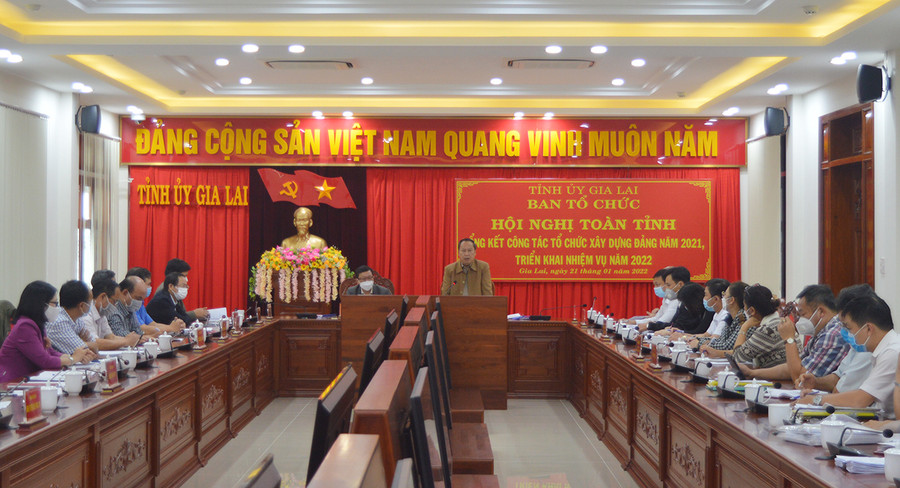 ĐẢNG CỘNG SẢN VIỆT NAM QUANG VINH MUÔN NĂM
TỈNH ỦY GIA LAI
TỈNH ỦY GIA LAI
BAN TỔ CHỨC
HỘI NGHỊ TOÀN TỈNH
KẾT CÔNG TÁC TỔ CHỨC XÂY DỰNG ĐẢNG NĂM 2021,
TRIỂN KHAI NHIỆM VỤ NĂM 2022
Gia Lai, ngày 21 tháng 01 năm 2022